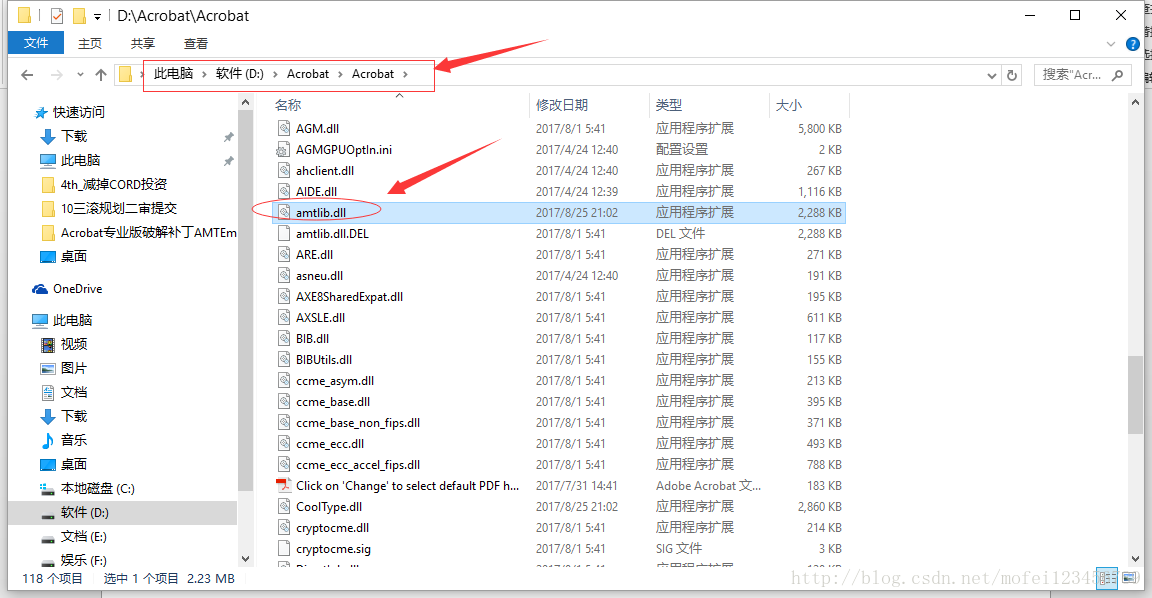 D:\Acrobat\Acrobat
文件 主页 共享 查看
此电脑 › 软件 (D:) › Acrobat › Acrobat › 搜索"Acr...
名称 修改日期 类型 大小
快速访问
下载
此电脑
4th_减掉CORD投资
10三滚规划二审提交
Acrobat专业版破解补丁AMTEm
桌面
OneDrive
此电脑
视频
图片
文档
下载
音乐
桌面
本地磁盘 (C:)
软件 (D:)
文档 (E:)
娱乐 (F:)
AGM.dll 2017/8/1 5:41 应用程序扩展 5,800 KB
AGMGPUOptIn.ini 2017/4/24 12:40 配置设置 2 KB
ahclient.dll 2017/4/24 12:40 应用程序扩展 267 KB
AIDE.dll 2017/4/24 12:39 应用程序扩展 1,116 KB
amtlib.dll 2017/8/25 21:02 应用程序扩展 2,288 KB
amtlib.dll.DEL 2017/8/1 5:41 DEL 文件 2,288 KB
ARE.dll 2017/8/1 5:41 应用程序扩展 271 KB
asneu.dll 2017/4/24 12:40 应用程序扩展 191 KB
AXE8SharedExpat.dll 2017/8/1 5:41 应用程序扩展 195 KB
AXSLE.dll 2017/8/1 5:41 应用程序扩展 611 KB
BIB.dll 2017/8/1 5:41 应用程序扩展 117 KB
BIBUtils.dll 2017/8/1 5:41 应用程序扩展 155 KB
ccme_asym.dll 2017/8/1 5:41 应用程序扩展 213 KB
ccme_base.dll 2017/8/1 5:41 应用程序扩展 395 KB
ccme_base_non_fips.dll 2017/8/1 5:41 应用程序扩展 371 KB
ccme_ecc.dll 2017/8/1 5:41 应用程序扩展 493 KB
ccme_ecc_accel_fips.dll 2017/8/1 5:41 应用程序扩展 788 KB
Click on 'Change' to select default PDF h... 2017/7/31 14:41 Adobe Acrobat 文... 183 KB
CoolType.dll 2017/8/25 21:02 应用程序扩展 2,860 KB
cryptocme.dll 2017/8/1 5:41 应用程序扩展 214 KB
cryptocme.sig 2017/8/1 5:41 SIG 文件 3 KB
118 个项目 选中 1 个项目 2.23 MB